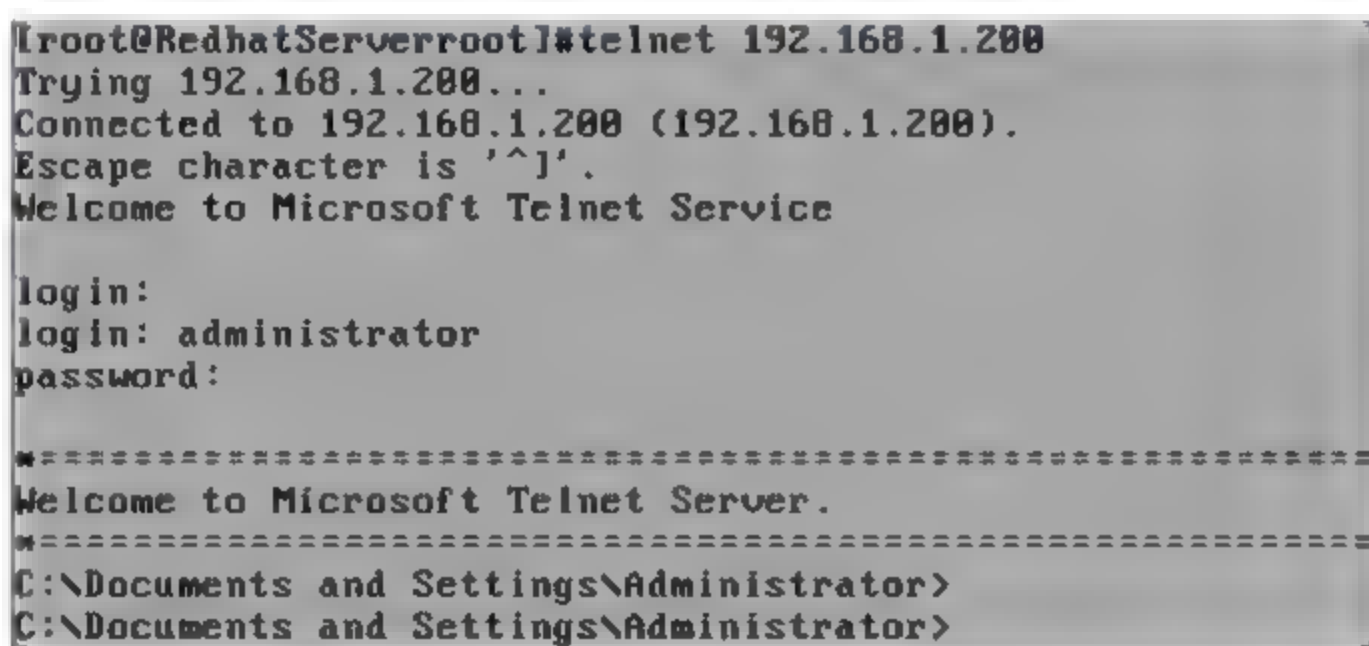 [root@RedhatServerroot]#telnet 192.168.1.200
Trying 192.168.1.200...
Connected to 192.168.1.200 (192.168.1.200).
Escape character is '^]'.
Welcome to Microsoft Telnet Service
login:
login: administrator
password:
*=========================================================
Welcome to Microsoft Telnet Server.
*=========================================================
C:\Documents and Settings\Administrator>
C:\Documents and Settings\Administrator>